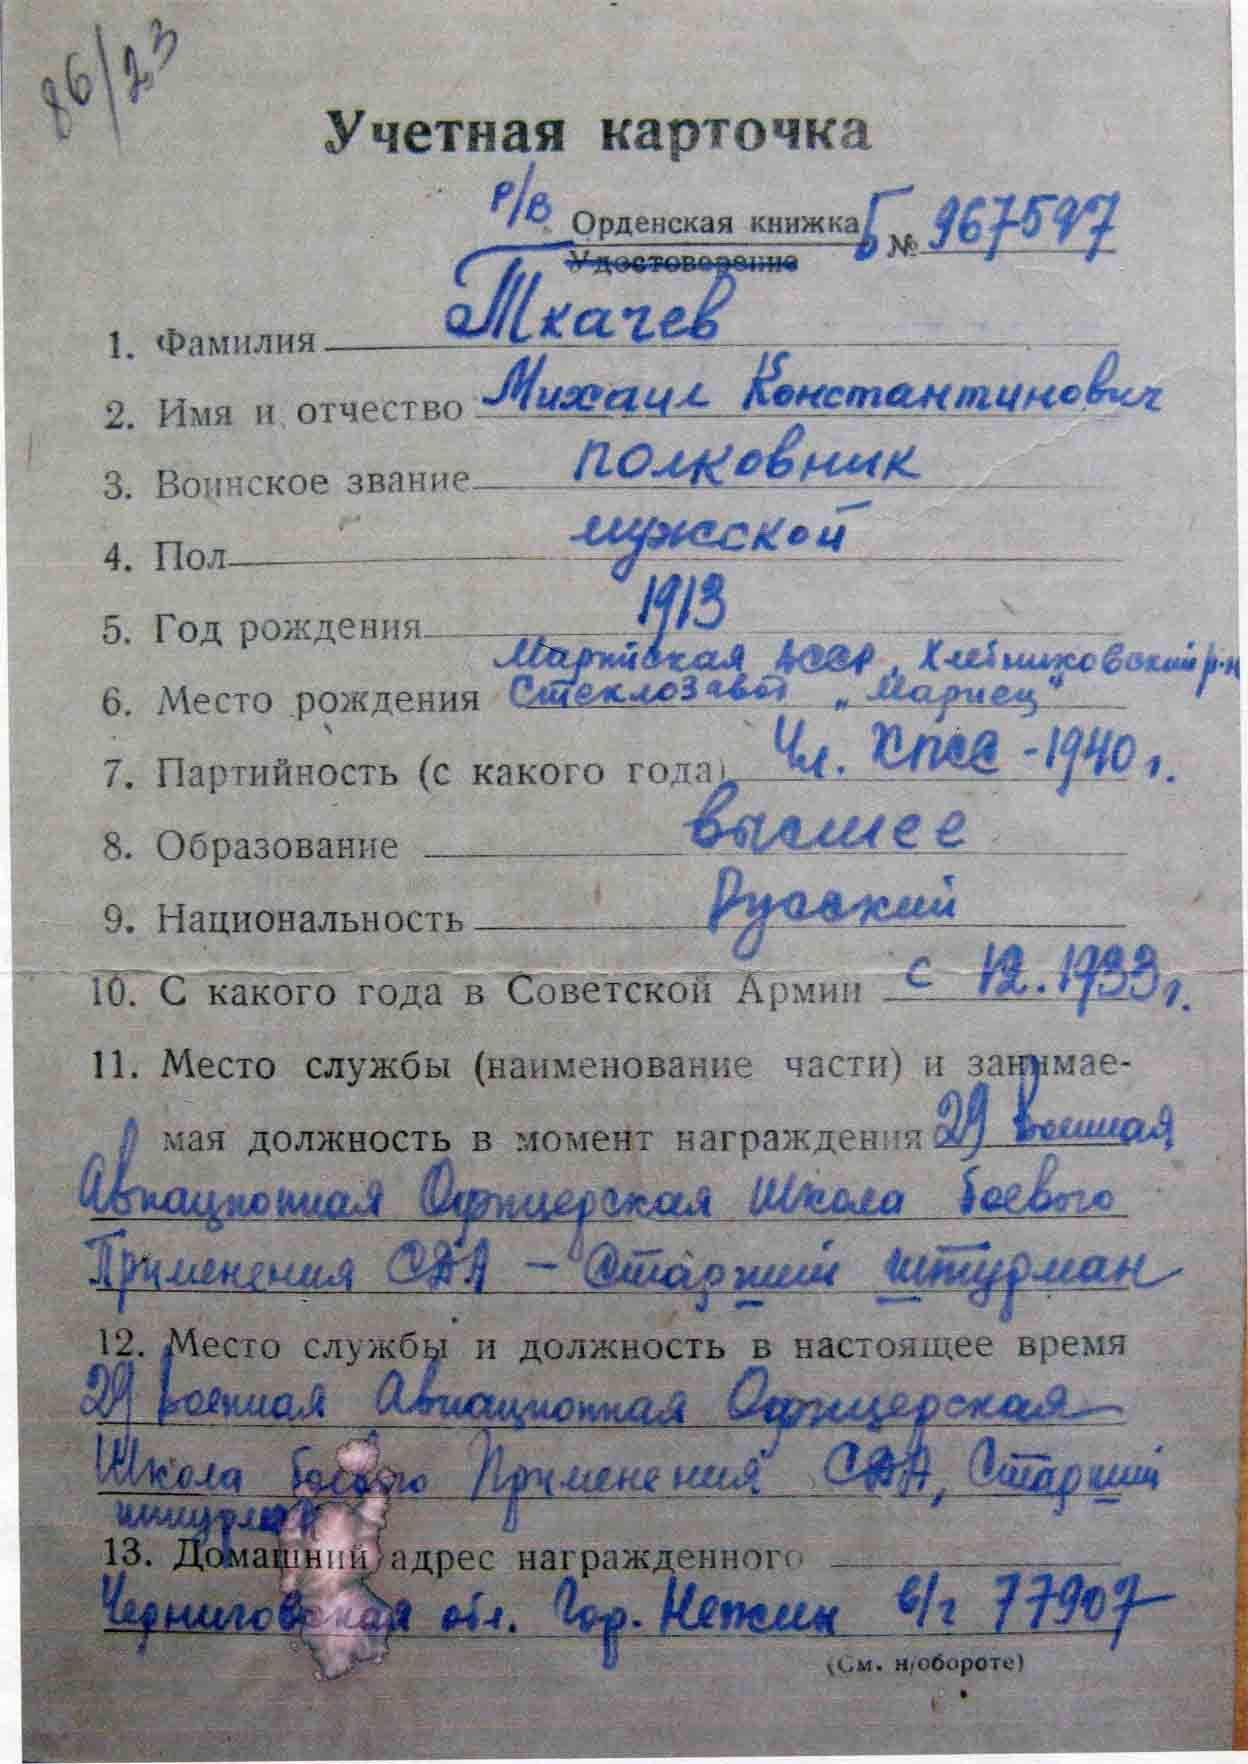 86/23
Учетная карточка
Р/В Орденская книжка Б № 967597
Удостоверение
1. Фамилия Ткачев
2. Имя и отчество Михаил Константинович
3. Воинское звание полковник
4. Пол мужской
5. Год рождения 1913
Марийская АССР, Хлебниковский р-н
6. Место рождения Стеклозавод „Мариец"
7. Партийность (с какого года) Чл. КПСС - 1940 г.
8. Образование высшее
9. Национальность Русский
10. С какого года в Советской Армии с 12.1933 г.
11. Место службы (наименование части) и занимае-
мая должность в момент награждения 29 Военная
Авиационная Офицерская Школа боевого
Применения СДА – Старший штурман
12. Место службы и должность в настоящее время
29 Военная Авиационная Офицерская
Школа боевого Применения СДА, Старший
штурман
13. Домашний адрес награжденного
Черниговская обл. Гор. Нежин в/г 77907
(См. н/обороте)